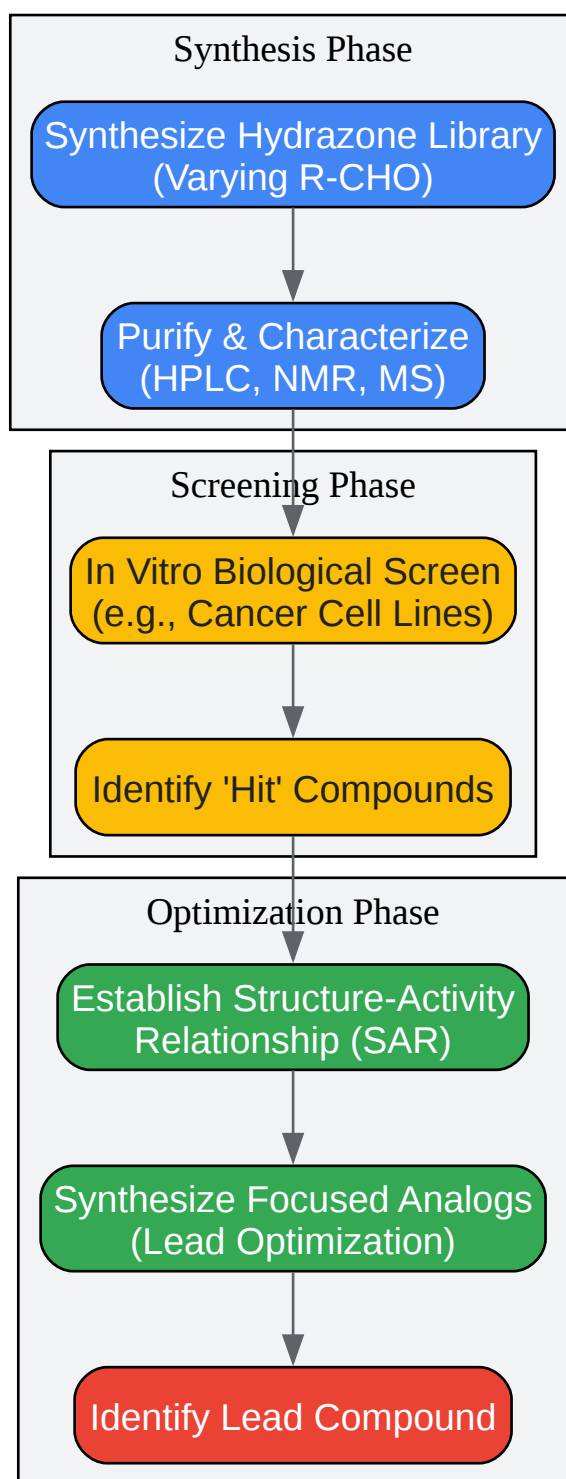 Synthesis Phase
Synthesize Hydrazone Library
(Varying R-CHO)
Purify & Characterize
(HPLC, NMR, MS)
Screening Phase
In Vitro Biological Screen
(e.g., Cancer Cell Lines)
Identify 'Hit' Compounds
Optimization Phase
Establish Structure-Activity
Relationship (SAR)
Synthesize Focused Analogs
(Lead Optimization)
Identify Lead Compound